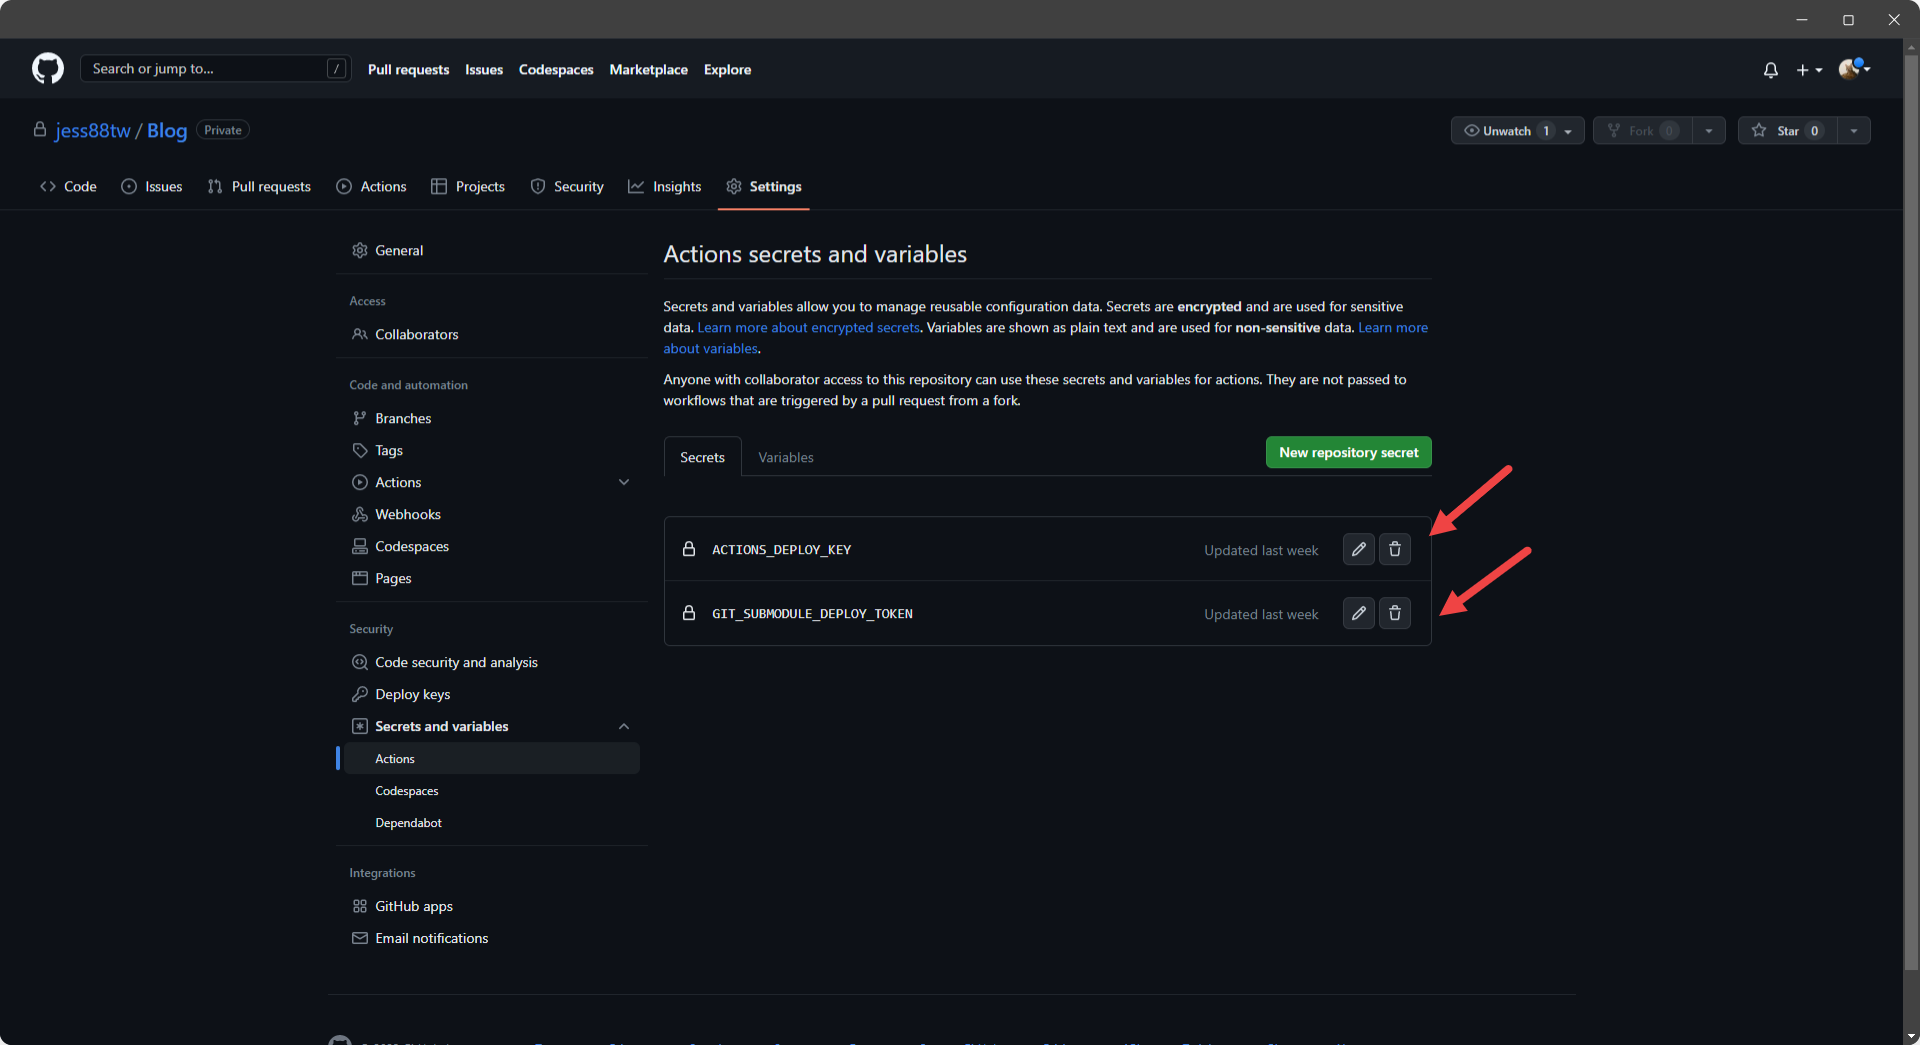 Search or jump to... /
Pull requests Issues Codespaces Marketplace Explore
jess88tw / Blog Private
Unwatch 1 Fork 0 Star 0
Code Issues Pull requests Actions Projects Security Insights Settings
General
Access
Collaborators
Code and automation
Branches
Tags
Actions
Webhooks
Codespaces
Pages
Security
Code security and analysis
Deploy keys
Secrets and variables
Actions
Codespaces
Dependabot
Integrations
GitHub apps
Email notifications
Actions secrets and variables
Secrets and variables allow you to manage reusable configuration data. Secrets are encrypted and are used for sensitive
data. Learn more about encrypted secrets. Variables are shown as plain text and are used for non-sensitive data. Learn more
about variables.
Anyone with collaborator access to this repository can use these secrets and variables for actions. They are not passed to
workflows that are triggered by a pull request from a fork.
Secrets Variables New repository secret
ACTIONS_DEPLOY_KEY Updated last week
GIT_SUBMODULE_DEPLOY_TOKEN Updated last week